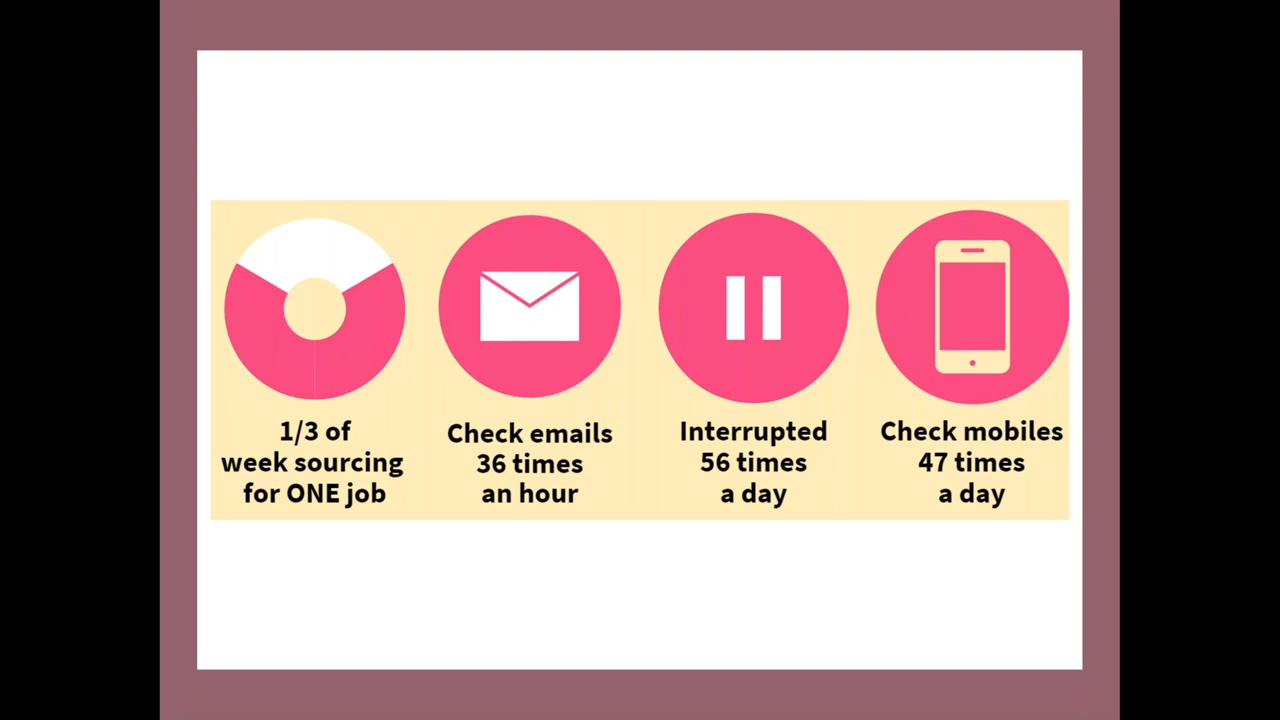 1/3 of
week sourcing
for ONE job
Check emails
36 times
an hour
Interrupted
56 times
a day
Check mobiles
47 times
a day